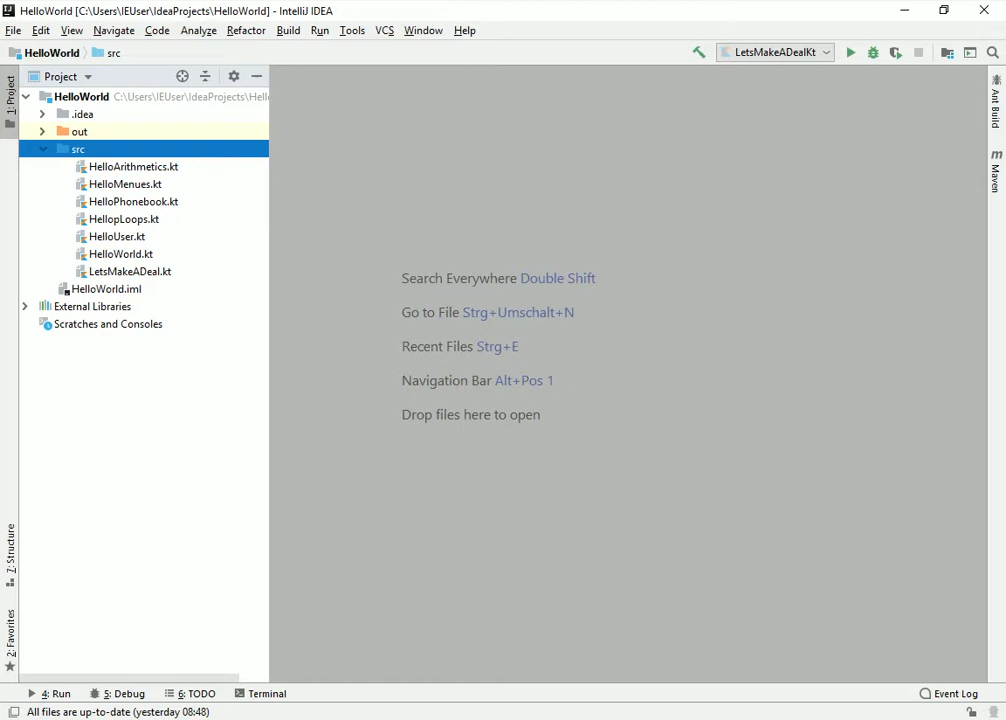 HelloWorld [C:\Users\IEUser\IdeaProjects\HelloWorld] - IntelliJ IDEA
File Edit View Navigate Code Analyze Refactor Build Run Tools VCS Window Help
HelloWorld src LetsMakeADealKt
1: Project
Project
HelloWorld C:\Users\IEUser\IdeaProjects\Hell
.idea
out
src
HelloArithmetics.kt
HelloMenues.kt
HelloPhonebook.kt
HellopLoops.kt
HelloUser.kt
HelloWorld.kt
LetsMakeADeal.kt
HelloWorld.iml
External Libraries
Scratches and Consoles
Search Everywhere Double Shift
Go to File Strg+Umschalt+N
Recent Files Strg+E
Navigation Bar Alt+Pos 1
Drop files here to open
Ant Build
m
Maven
7: Structure
2: Favorites
4: Run 5: Debug 6: TODO Terminal Event Log
All files are up-to-date (yesterday 08:48)